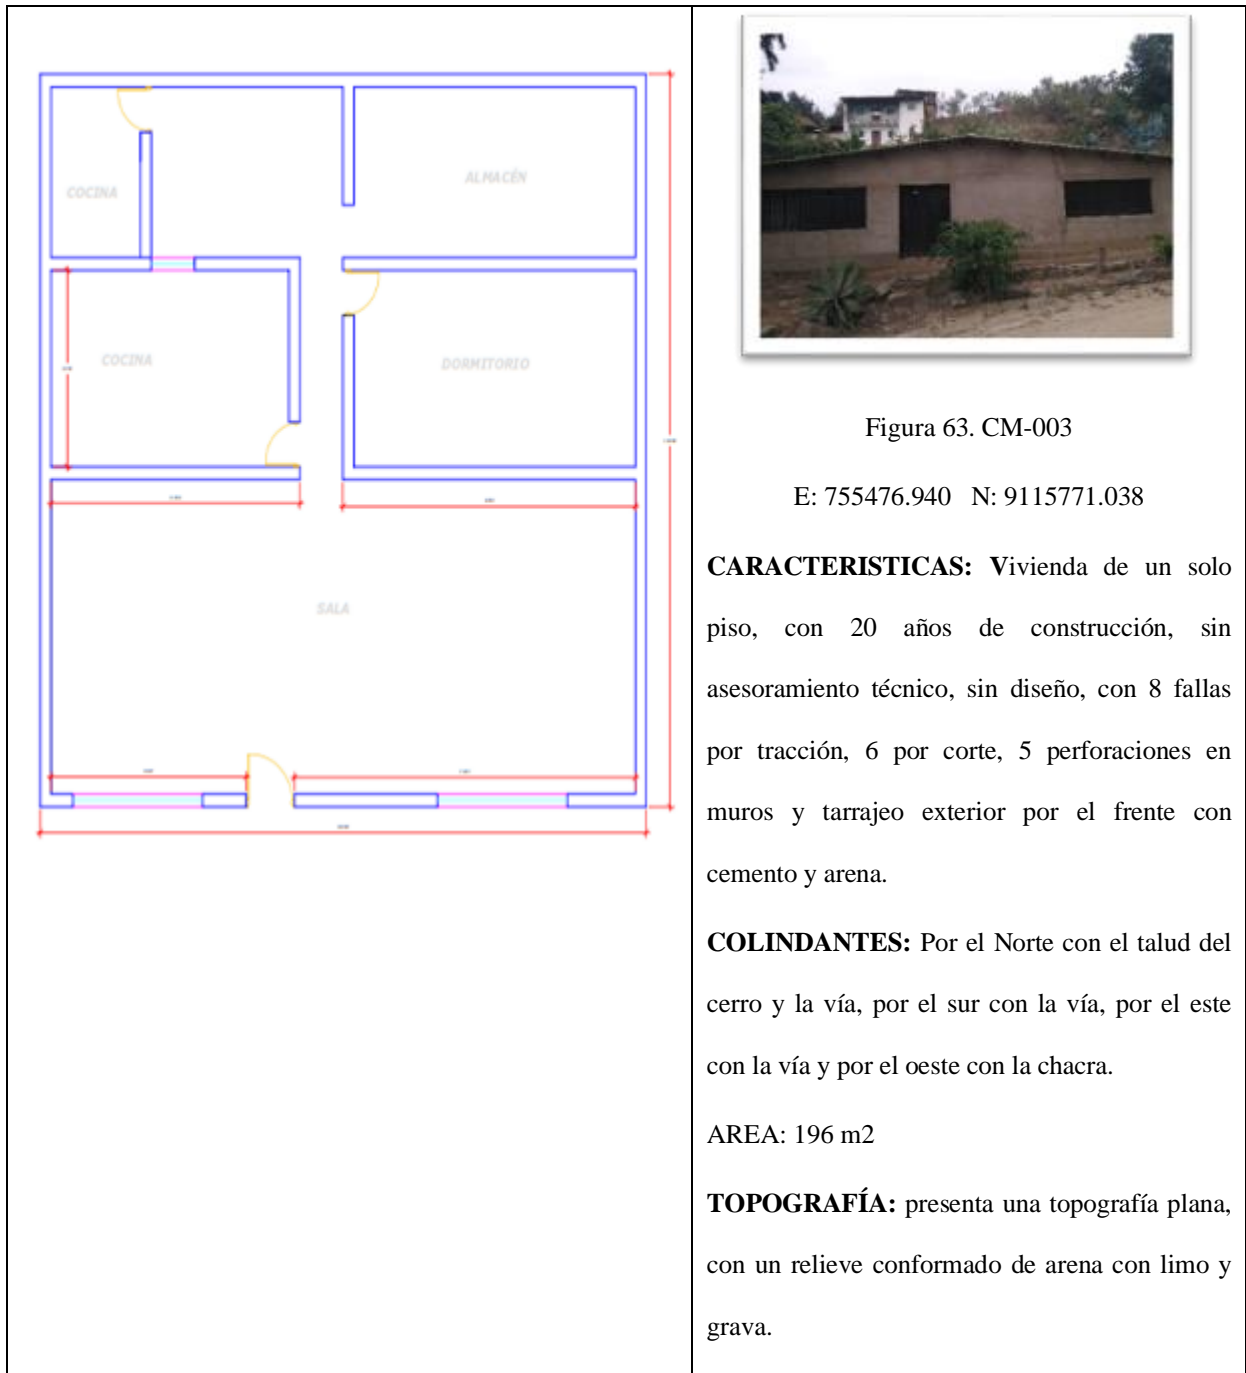 COCINA
ALMACÉN
COCINA
DORMITORIO
SALA
Figura 63. CM-003
E: 755476.940 N: 9115771.038
CARACTERISTICAS: Vivienda de un solo
piso, con 20 años de construcción, sin
asesoramiento técnico, sin diseño, con 8 fallas
por tracción, 6 por corte, 5 perforaciones en
muros y tarrajeo exterior por el frente con
cemento y arena.
COLINDANTES: Por el Norte con el talud del
cerro y la vía, por el sur con la vía, por el este
con la vía y por el oeste con la chacra.
AREA: 196 m2
TOPOGRAFÍA: presenta una topografía plana,
con un relieve conformado de arena con limo y
grava.